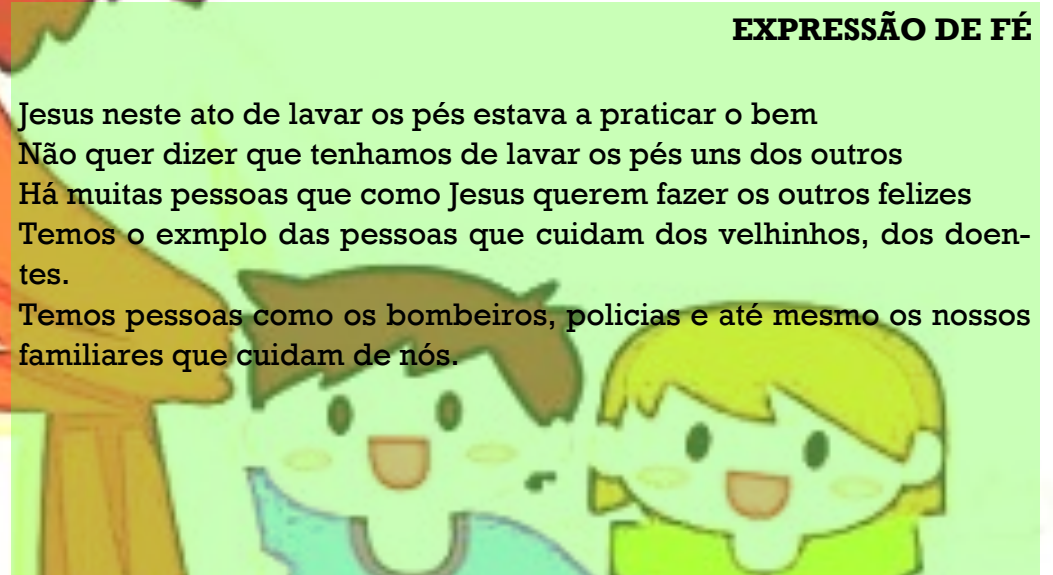 EXPRESSÃO DE FÉ
Jesus neste ato de lavar os pés estava a praticar o bem
Não quer dizer que tenhamos de lavar os pés uns dos outros
Há muitas pessoas que como Jesus querem fazer os outros felizes
Temos o exmplo das pessoas que cuidam dos velhinhos, dos doen-
tes.
Temos pessoas como os bombeiros, policias e até mesmo os nossos
familiares que cuidam de nós.